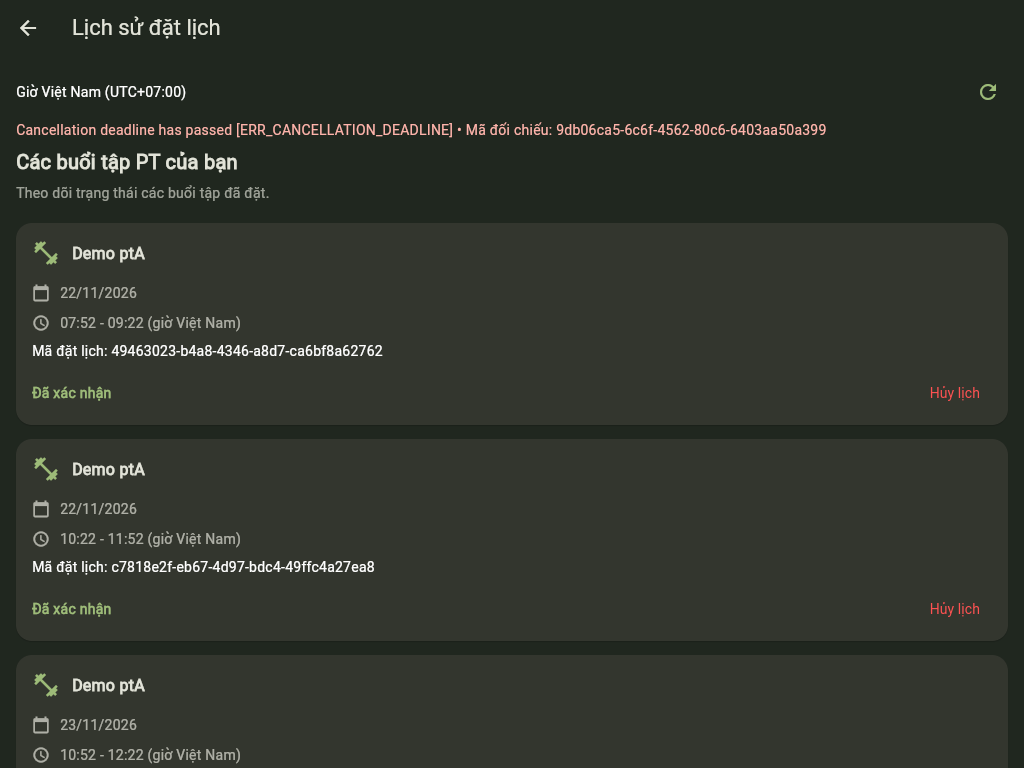 Lịch sử đặt lịch
Giờ Việt Nam (UTC+07:00)
Cancellation deadline has passed [ERR_CANCELLATION_DEADLINE] • Mã đối chiếu: 9db06ca5-6c6f-4562-80c6-6403aa50a399
Các buổi tập PT của bạn
Theo dõi trạng thái các buổi tập đã đặt.
Demo ptA
22/11/2026
07:52 - 09:22 (giờ Việt Nam)
Mã đặt lịch: 49463023-b4a8-4346-a8d7-ca6bf8a62762
Đã xác nhận
Hủy lịch
Demo ptA
22/11/2026
10:22 - 11:52 (giờ Việt Nam)
Mã đặt lịch: c7818e2f-eb67-4d97-bdc4-49ffc4a27ea8
Đã xác nhận
Hủy lịch
Demo ptA
23/11/2026
10:52 - 12:22 (giờ Việt Nam)